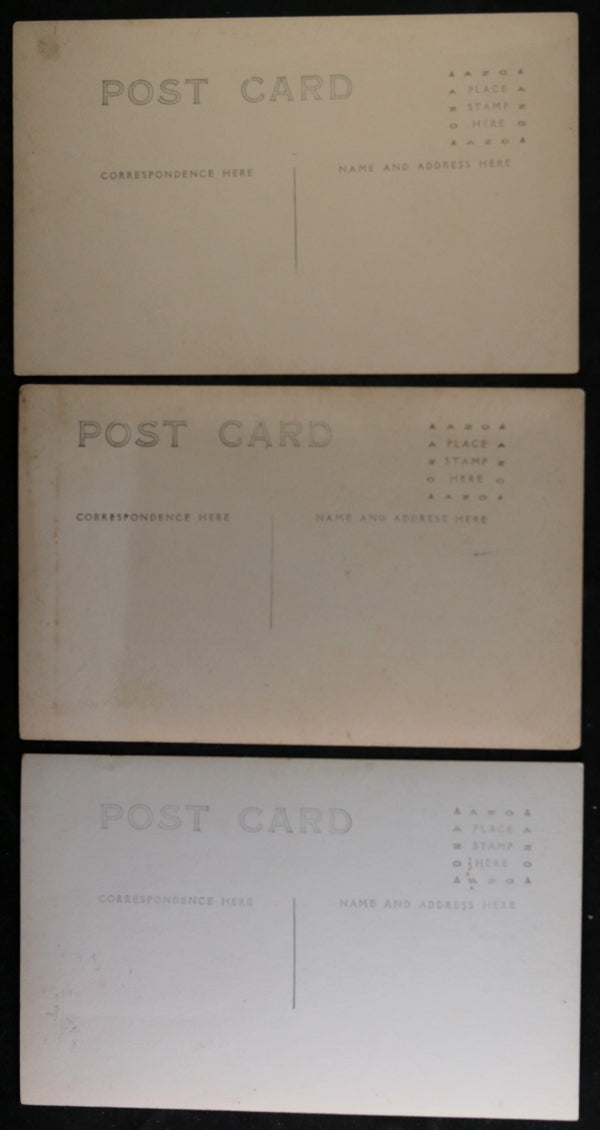 POST CARD
▲ A Z O ▲
A PLACE A
Z STAMP Z
O HERE O
▲ A Z O ▲
CORRESPONDENCE HERE
NAME AND ADDRESS HERE
POST CARD
▲ A Z O ▲
A PLACE A
Z STAMP Z
O HERE O
▲ A Z O ▲
CORRESPONDENCE HERE
NAME AND ADDRESS HERE
POST CARD
▲ A Z O ▲
A PLACE A
Z STAMP Z
O HERE O
▲ A Z O ▲
CORRESPONDENCE HERE
NAME AND ADDRESS HERE